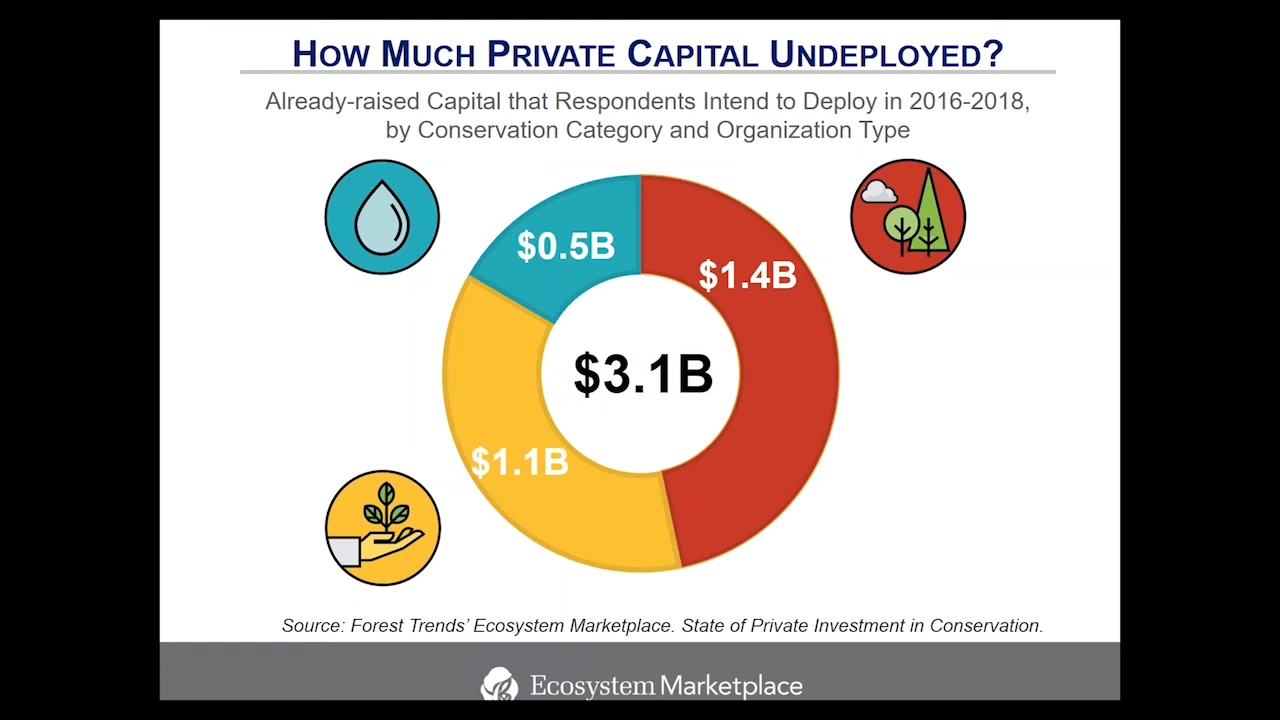 HOW MUCH PRIVATE CAPITAL UNDEPLOYED?
Already-raised Capital that Respondents Intend to Deploy in 2016-2018,
by Conservation Category and Organization Type
$0.5B
$1.4B
$3.1B
$1.1B
Source: Forest Trends’ Ecosystem Marketplace. State of Private Investment in Conservation.
Ecosystem Marketplace